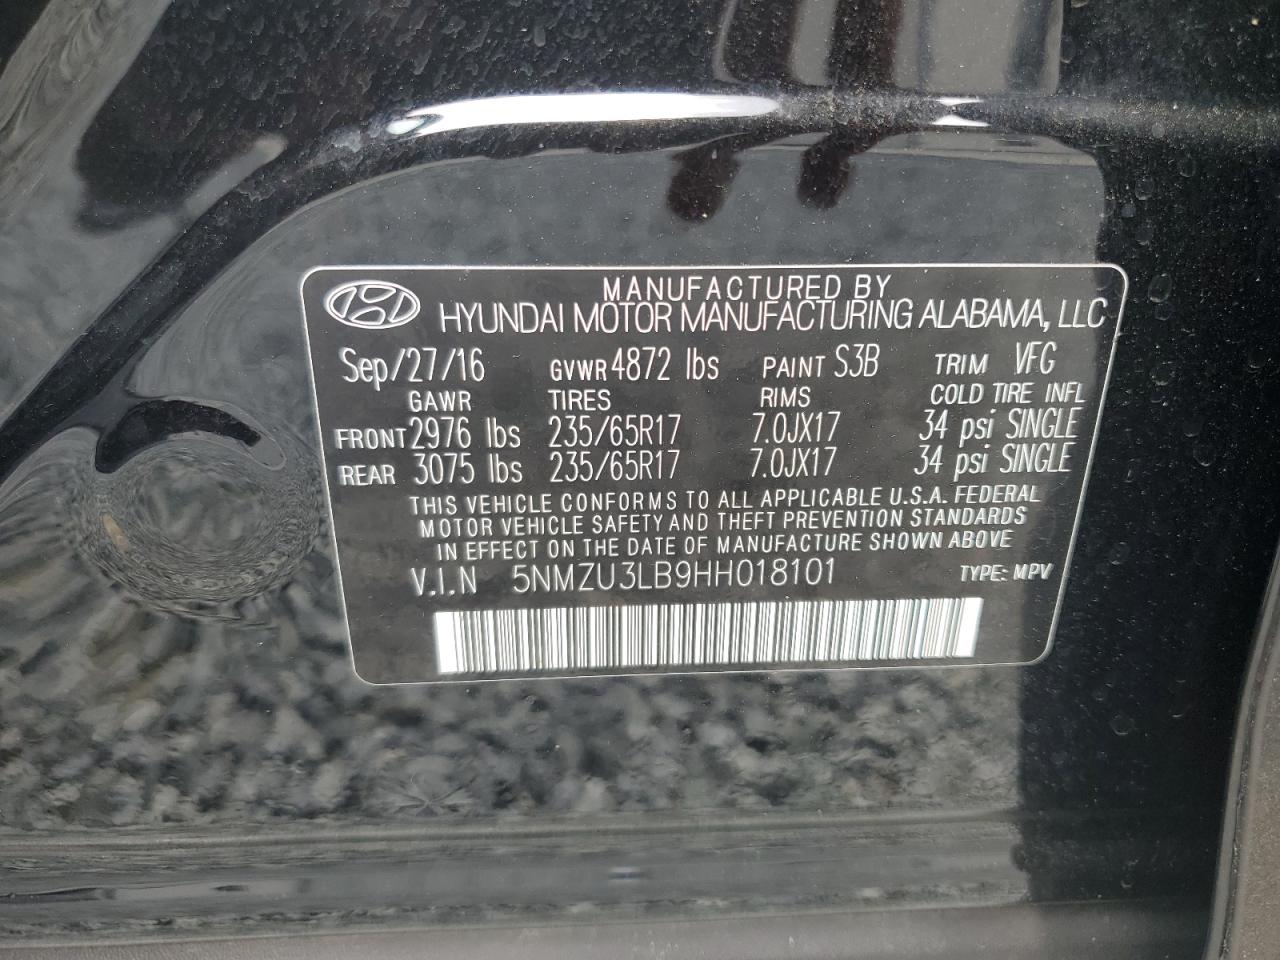 MANUFACTURED BY
HYUNDAI MOTOR MANUFACTURING ALABAMA, LLC
Sep/27/16 GVWR 4872 lbs PAINT S3B TRIM VFG
GAWR TIRES RIMS COLD TIRE INFL
FRONT 2976 lbs 235/65R17 7.0JX17 34 psi SINGLE
REAR 3075 lbs 235/65R17 7.0JX17 34 psi SINGLE
THIS VEHICLE CONFORMS TO ALL APPLICABLE U.S.A. FEDERAL
MOTOR VEHICLE SAFETY AND THEFT PREVENTION STANDARDS
IN EFFECT ON THE DATE OF MANUFACTURE SHOWN ABOVE
V.I.N 5NMZU3LB9HH018101 TYPE: MPV